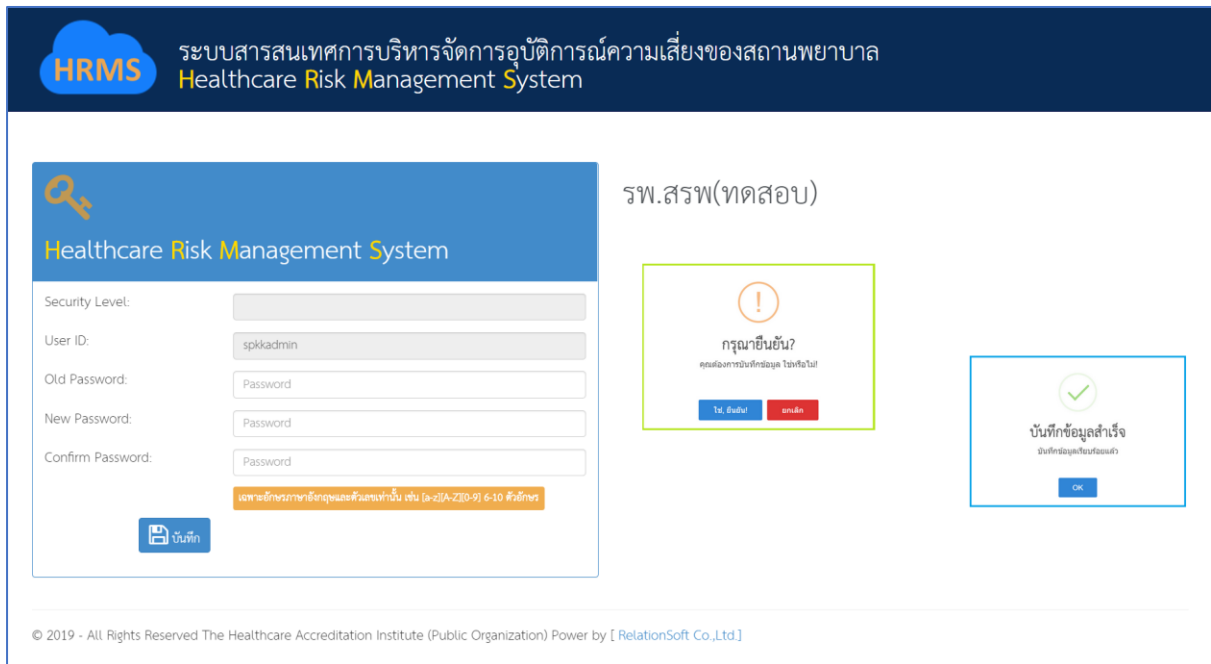 HRMS
ระบบสารสนเทศการบริหารจัดการอุบัติการณ์ความเสี่ยงของสถานพยาบาล
Healthcare Risk Management System
Healthcare Risk Management System
Security Level:
User ID:
spkkadmin
Old Password:
Password
New Password:
Password
Confirm Password:
Password
เฉพาะอักษรภาษาอังกฤษและตัวเลขเท่านั้น เช่น [a-z][A-Z][0-9] 6-10 ตัวอักษร
บันทึก
รพ.สรพ(ทดสอบ)
กรุณายืนยัน?
คุณต้องการบันทึกข้อมูล ใช่หรือไม่!
ใช่, ยืนยัน!
ยกเลิก
บันทึกข้อมูลสำเร็จ
บันทึกข้อมูลเรียบร้อยแล้ว
OK
© 2019 - All Rights Reserved The Healthcare Accreditation Institute (Public Organization) Power by [ RelationSoft Co.,Ltd.]